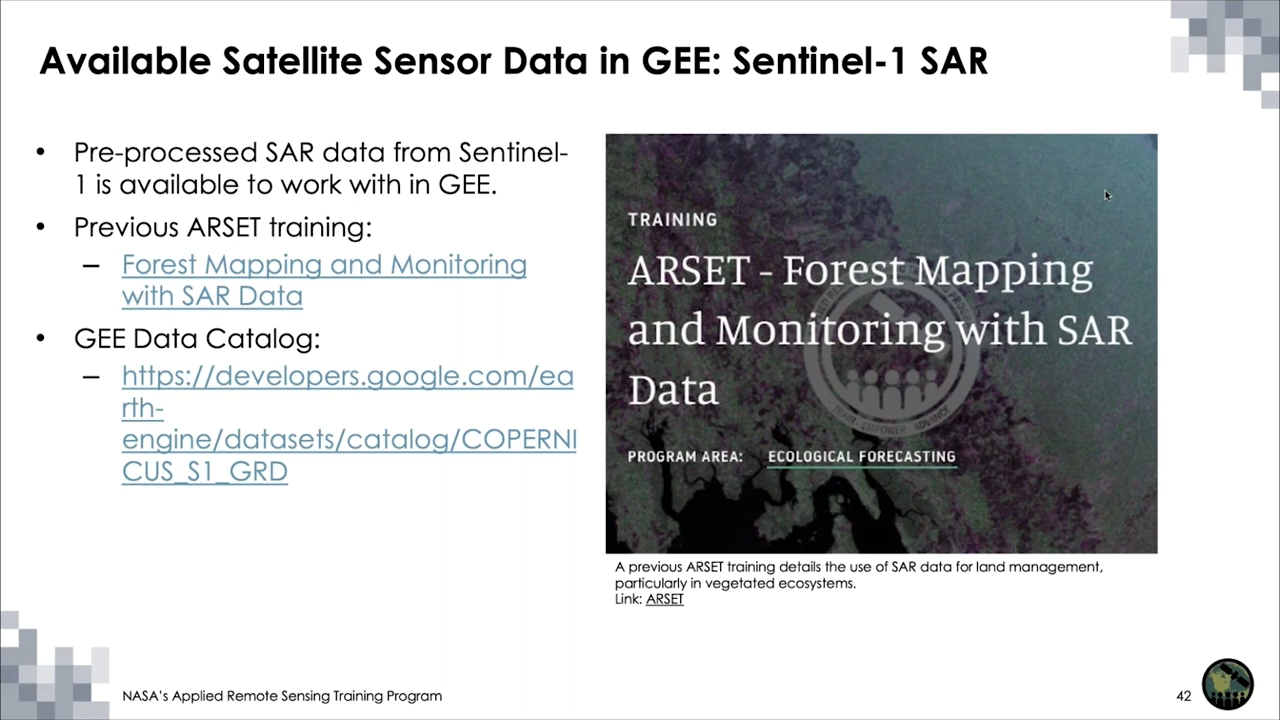 Available Satellite Sensor Data in GEE: Sentinel-1 SAR
• Pre-processed SAR data from Sentinel-
1 is available to work with in GEE.
• Previous ARSET training:
– Forest Mapping and Monitoring
with SAR Data
• GEE Data Catalog:
– https://developers.google.com/ea
rth-
engine/datasets/catalog/COPERNI
CUS_S1_GRD
TRAINING
ARSET - Forest Mapping
and Monitoring with SAR
Data
PROGRAM AREA: ECOLOGICAL FORECASTING
A previous ARSET training details the use of SAR data for land management,
particularly in vegetated ecosystems.
Link: ARSET
NASA's Applied Remote Sensing Training Program
42